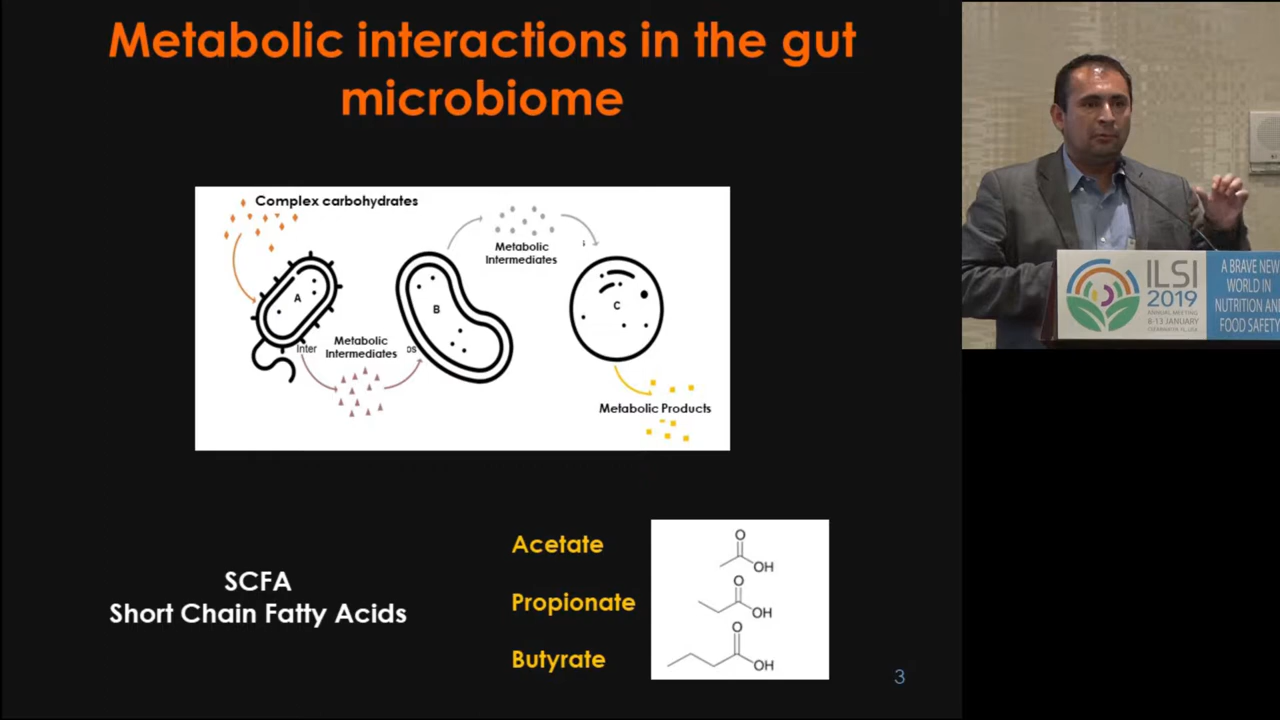 Metabolic interactions in the gut
microbiome
Complex carbohydrates
A
Inter
Metabolic
Intermediates
B
Metabolic
Intermediates
C
Metabolic Products
SCFA
Short Chain Fatty Acids
Acetate
Propionate
Butyrate
O
OH
O
OH
O
OH
3
ILSI
2019
ANNUAL MEETING
8-13 JANUARY
A BRAVE NEW
WORLD IN
NUTRITION AND
FOOD SAFETY